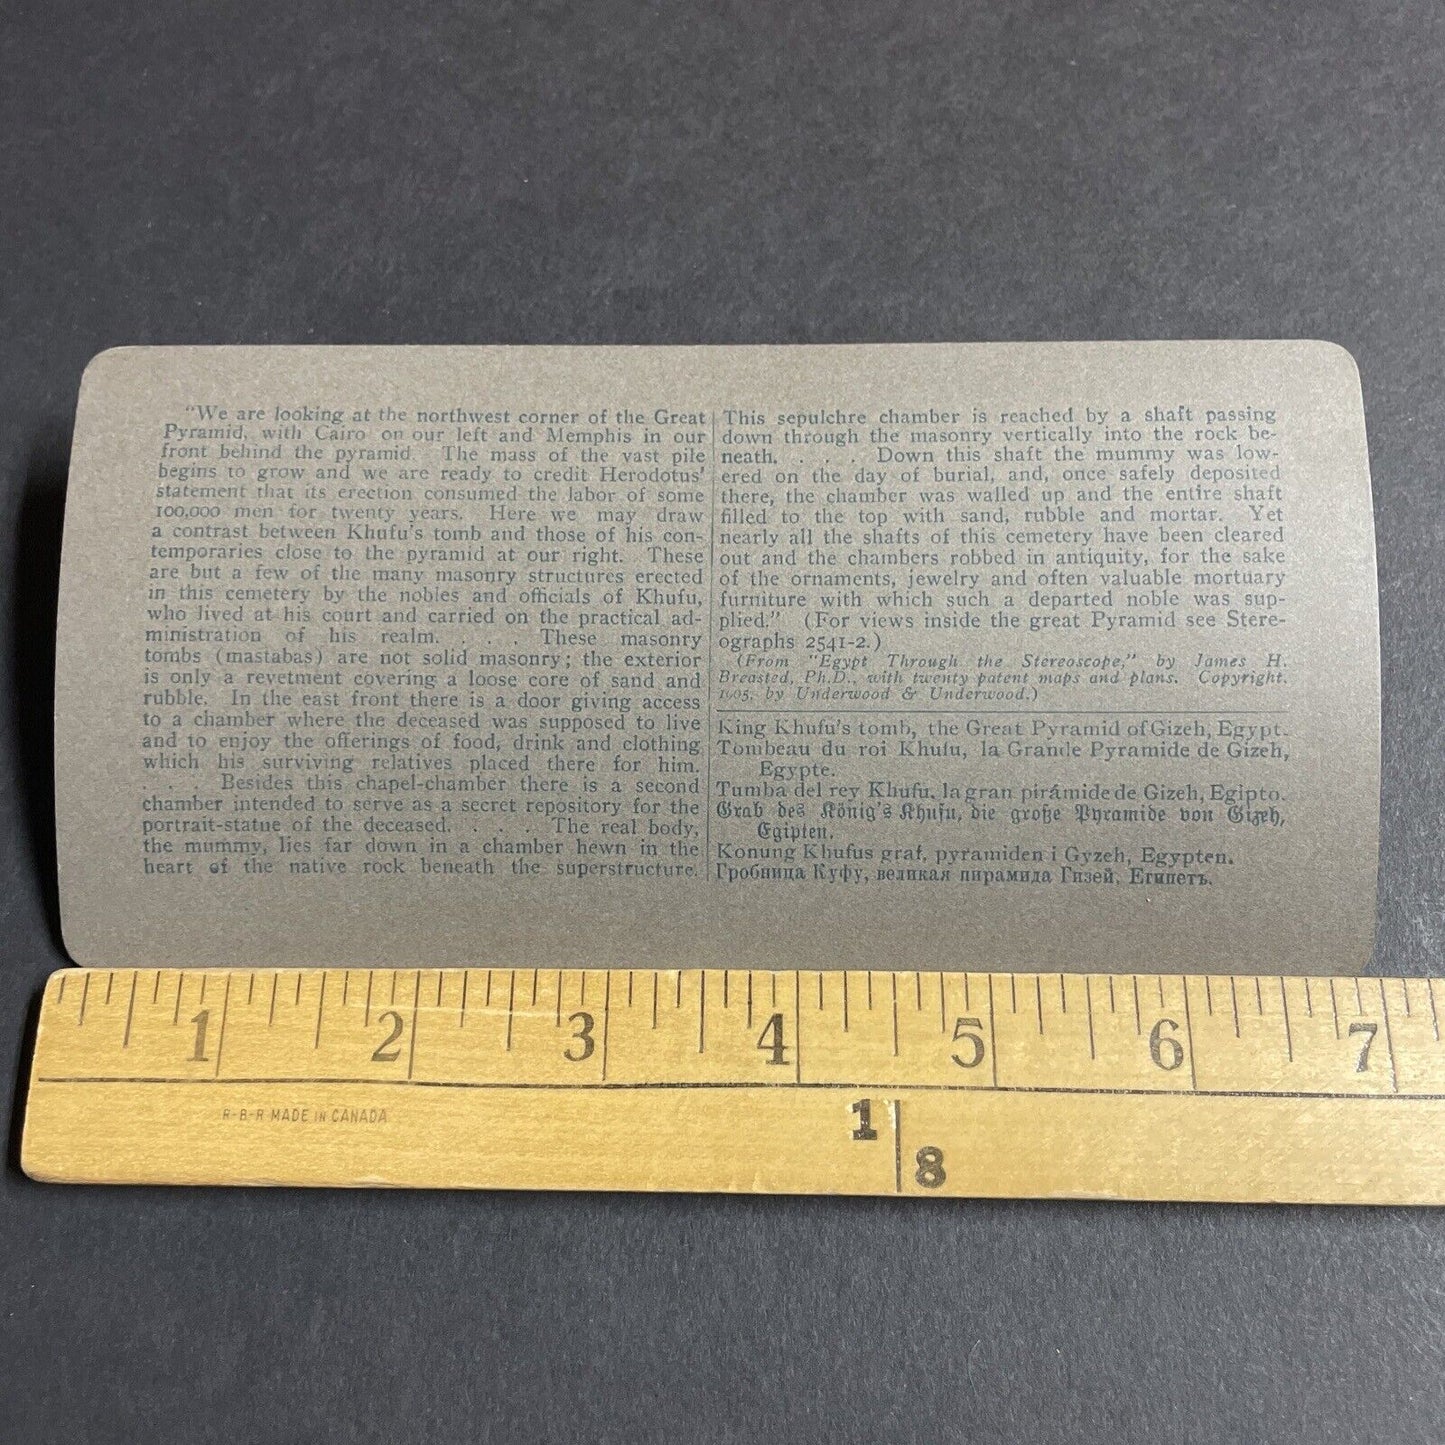 "We are looking at the northwest corner of the Great
Pyramid, with Cairo on our left and Memphis in our
front behind the pyramid. The mass of the vast pile
begins to grow and we are ready to credit Herodotus'
statement that its erection consumed the labor of some
100,000 men for twenty years. Here we may draw
a contrast between Khufu's tomb and those of his con-
temporaries close to the pyramid at our right. These
are but a few of the many masonry structures erected
in this cemetery by the nobles and officials of Khufu,
who lived at his court and carried on the practical ad-
ministration of his realm. . . . These masonry
tombs (mastabas) are not solid masonry; the exterior
is only a revetment covering a loose core of sand and
rubble. In the east front there is a door giving access
to a chamber where the deceased was supposed to live
and to enjoy the offerings of food, drink and clothing
which his surviving relatives placed there for him.
. . . . Besides this chapel-chamber there is a second
chamber intended to serve as a secret repository for the
portrait-statue of the deceased. . . . The real body,
the mummy, lies far down in a chamber hewn in the
heart of the native rock beneath the superstructure.
This sepulchre chamber is reached by a shaft passing
down through the masonry vertically into the rock be-
neath. . . . Down this shaft the mummy was low-
ered on the day of burial, and, once safely deposited
there, the chamber was walled up and the entire shaft
filled to the top with sand, rubble and mortar. Yet
nearly all the shafts of this cemetery have been cleared
out and the chambers robbed in antiquity, for the sake
of the ornaments, jewelry and often valuable mortuary
furniture with which such a departed noble was sup-
plied." (For views inside the great Pyramid see Stere-
ographs 2541-2.)
(From "Egypt Through the Stereoscope," by James H.
Breasted, Ph.D., with twenty patent maps and plans. Copyright,
1905, by Underwood & Underwood.)
King Khufu's tomb, the Great Pyramid of Gizeh, Egypt.
Tombeau du roi Khufu, la Grande Pyramide de Gizeh,
Egypte.
Tumba del rey Khufu, la gran pirámide de Gizeh, Egipto.
Grab des König's Khufu, die große Pyramide von Gizeh,
Egipten.
Konung Khufus graf, pyramiden i Gyzeh, Egypten.
Гробница Куфу, великая пирамида Гизей, Египетъ.
1 2 3 4 5 6 7
R-B-R MADE IN CANADA
1
8